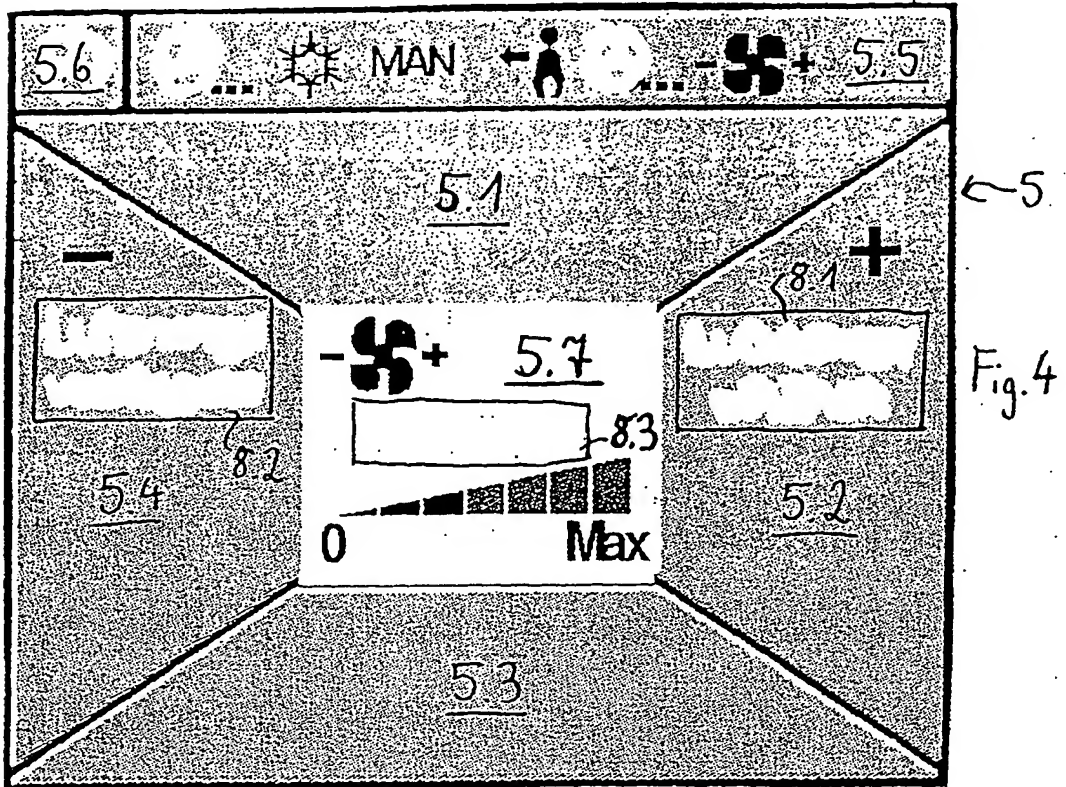 5.6 ... MAN ... - + 5.5
5.1
← 5
- +
8.1
- + 5.7
8.3
Fig. 4
8.2
5.4
5.2
0 Max
5.3